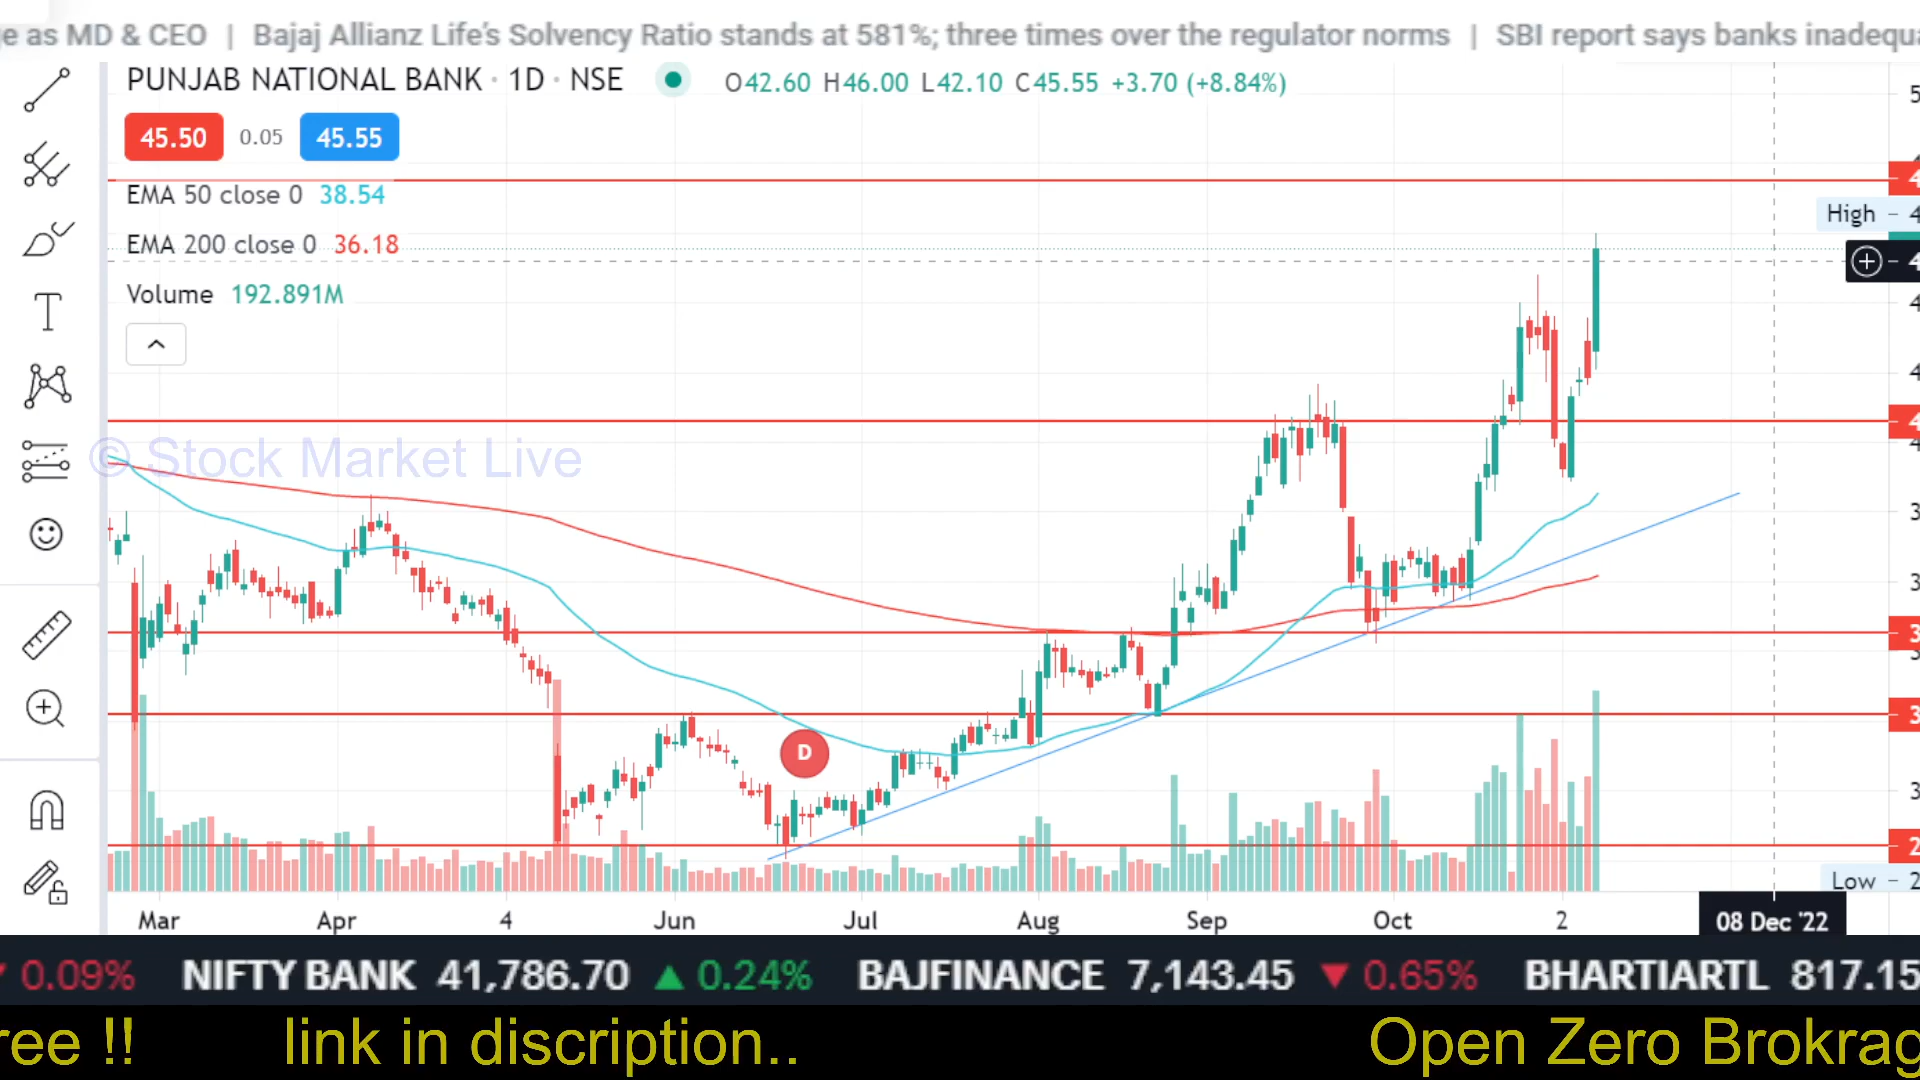 e as MD & CEO | Bajaj Allianz Life's Solvency Ratio stands at 581%; three times over the regulator norms | SBI report says banks inadequa
PUNJAB NATIONAL BANK · 1D · NSE O42.60 H46.00 L42.10 C45.55 +3.70 (+8.84%)
45.50 0.05 45.55
EMA 50 close 0 38.54
High
EMA 200 close 0 36.18
Volume 192.891M
© Stock Market Live
D
Low
Mar Apr 4 Jun Jul Aug Sep Oct 2 08 Dec '22
0.09% NIFTY BANK 41,786.70 ▲ 0.24% BAJFINANCE 7,143.45 ▼ 0.65% BHARTIARTL 817.15
ree !! link in discription.. Open Zero Brokrag